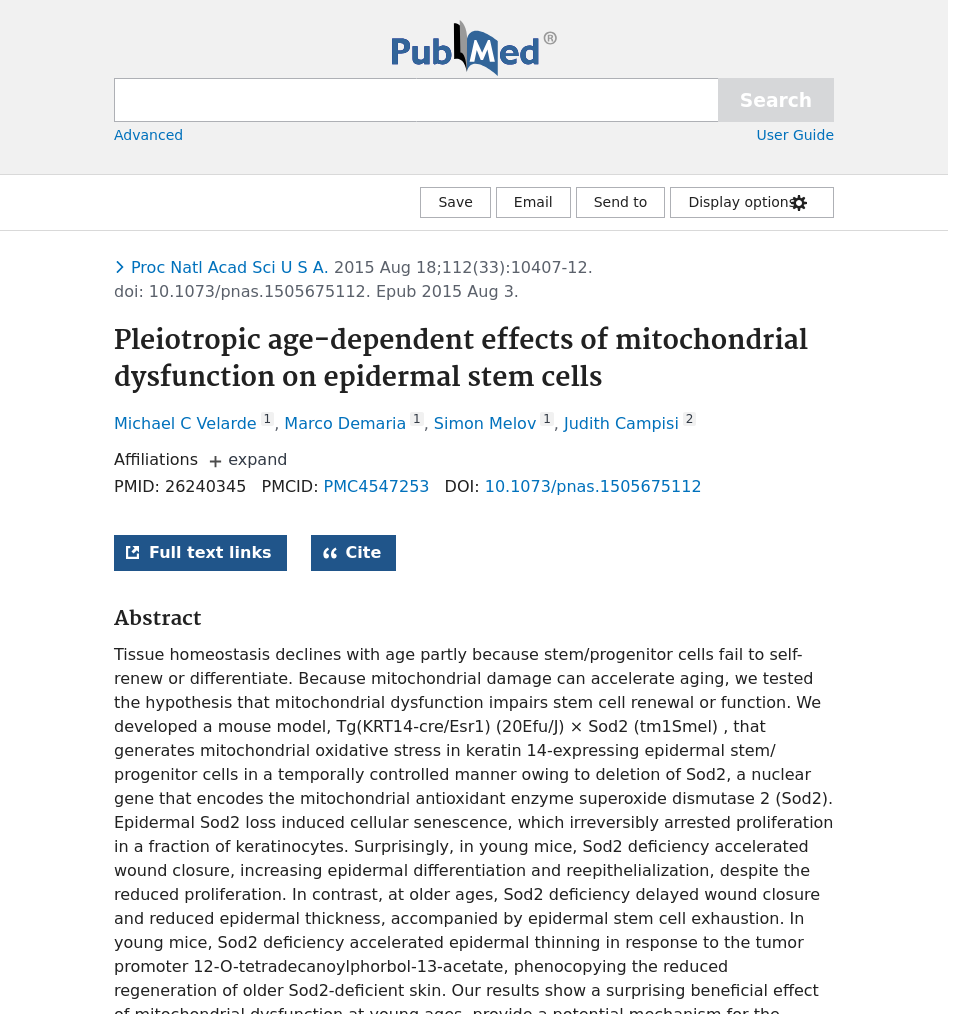 PubMed®
Search
Advanced
User Guide
Save
Email
Send to
Display options
Proc Natl Acad Sci U S A. 2015 Aug 18;112(33):10407-12.
doi: 10.1073/pnas.1505675112. Epub 2015 Aug 3.
Pleiotropic age-dependent effects of mitochondrial
dysfunction on epidermal stem cells
Michael C Velarde 1, Marco Demaria 1, Simon Melov 1, Judith Campisi 2
Affiliations + expand
PMID: 26240345 PMCID: PMC4547253 DOI: 10.1073/pnas.1505675112
Full text links
Cite
Abstract
Tissue homeostasis declines with age partly because stem/progenitor cells fail to self-
renew or differentiate. Because mitochondrial damage can accelerate aging, we tested
the hypothesis that mitochondrial dysfunction impairs stem cell renewal or function. We
developed a mouse model, Tg(KRT14-cre/Esr1) (20Efu/J) × Sod2 (tm1Smel) , that
generates mitochondrial oxidative stress in keratin 14-expressing epidermal stem/
progenitor cells in a temporally controlled manner owing to deletion of Sod2, a nuclear
gene that encodes the mitochondrial antioxidant enzyme superoxide dismutase 2 (Sod2).
Epidermal Sod2 loss induced cellular senescence, which irreversibly arrested proliferation
in a fraction of keratinocytes. Surprisingly, in young mice, Sod2 deficiency accelerated
wound closure, increasing epidermal differentiation and reepithelialization, despite the
reduced proliferation. In contrast, at older ages, Sod2 deficiency delayed wound closure
and reduced epidermal thickness, accompanied by epidermal stem cell exhaustion. In
young mice, Sod2 deficiency accelerated epidermal thinning in response to the tumor
promoter 12-O-tetradecanoylphorbol-13-acetate, phenocopying the reduced
regeneration of older Sod2-deficient skin. Our results show a surprising beneficial effect
of mitochondrial dysfunction at young ages, provide a potential mechanism for the